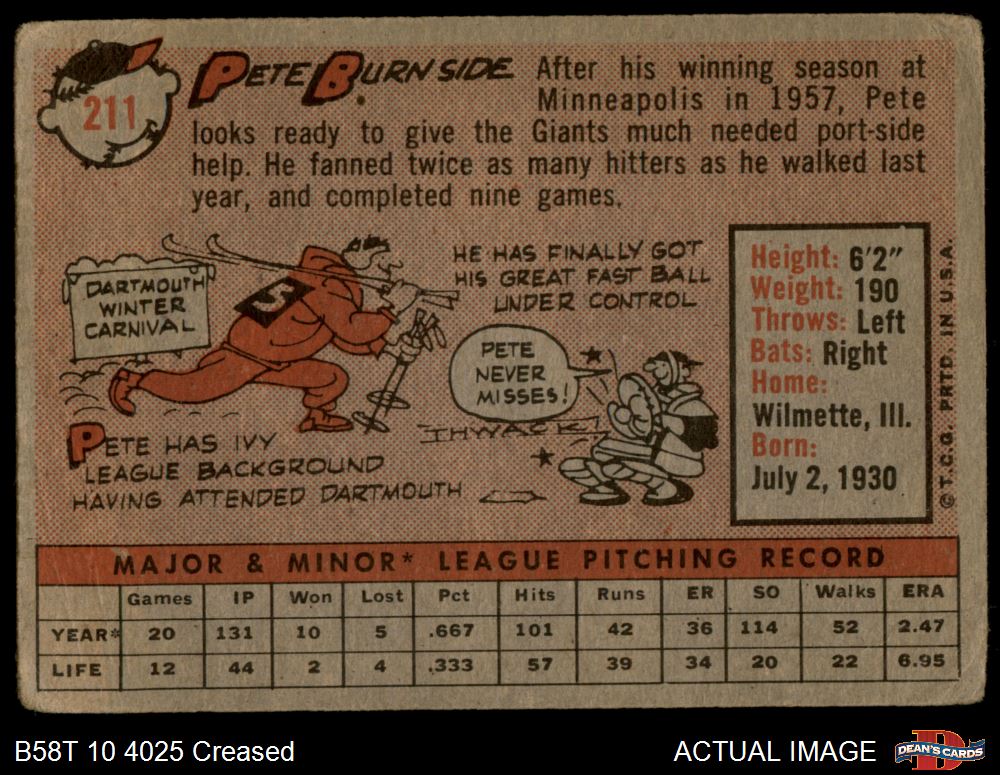 211
PETE BURNSIDE After his winning season at
Minneapolis in 1957, Pete
looks ready to give the Giants much needed port-side
help. He fanned twice as many hitters as he walked last
year, and completed nine games.
DARTMOUTH
WINTER
CARNIVAL
S
PETE HAS IVY
LEAGUE BACKGROUND
HAVING ATTENDED DARTMOUTH
HE HAS FINALLY GOT
HIS GREAT FAST BALL
UNDER CONTROL
PETE
NEVER
MISSES!
THWACK!
Height: 6'2"
Weight: 190
Throws: Left
Bats: Right
Home:
Wilmette, Ill.
Born:
July 2, 1930
© T.C.G. PRTD. IN U.S.A.
MAJOR & MINOR* LEAGUE PITCHING RECORD
Games IP Won Lost Pct Hits Runs ER SO Walks ERA
YEAR* 20 131 10 5 .667 101 42 36 114 52 2.47
LIFE 12 44 2 4 .333 57 39 34 20 22 6.95
B58T 10 4025 Creased
ACTUAL IMAGE
D
DEAN'S CARDS